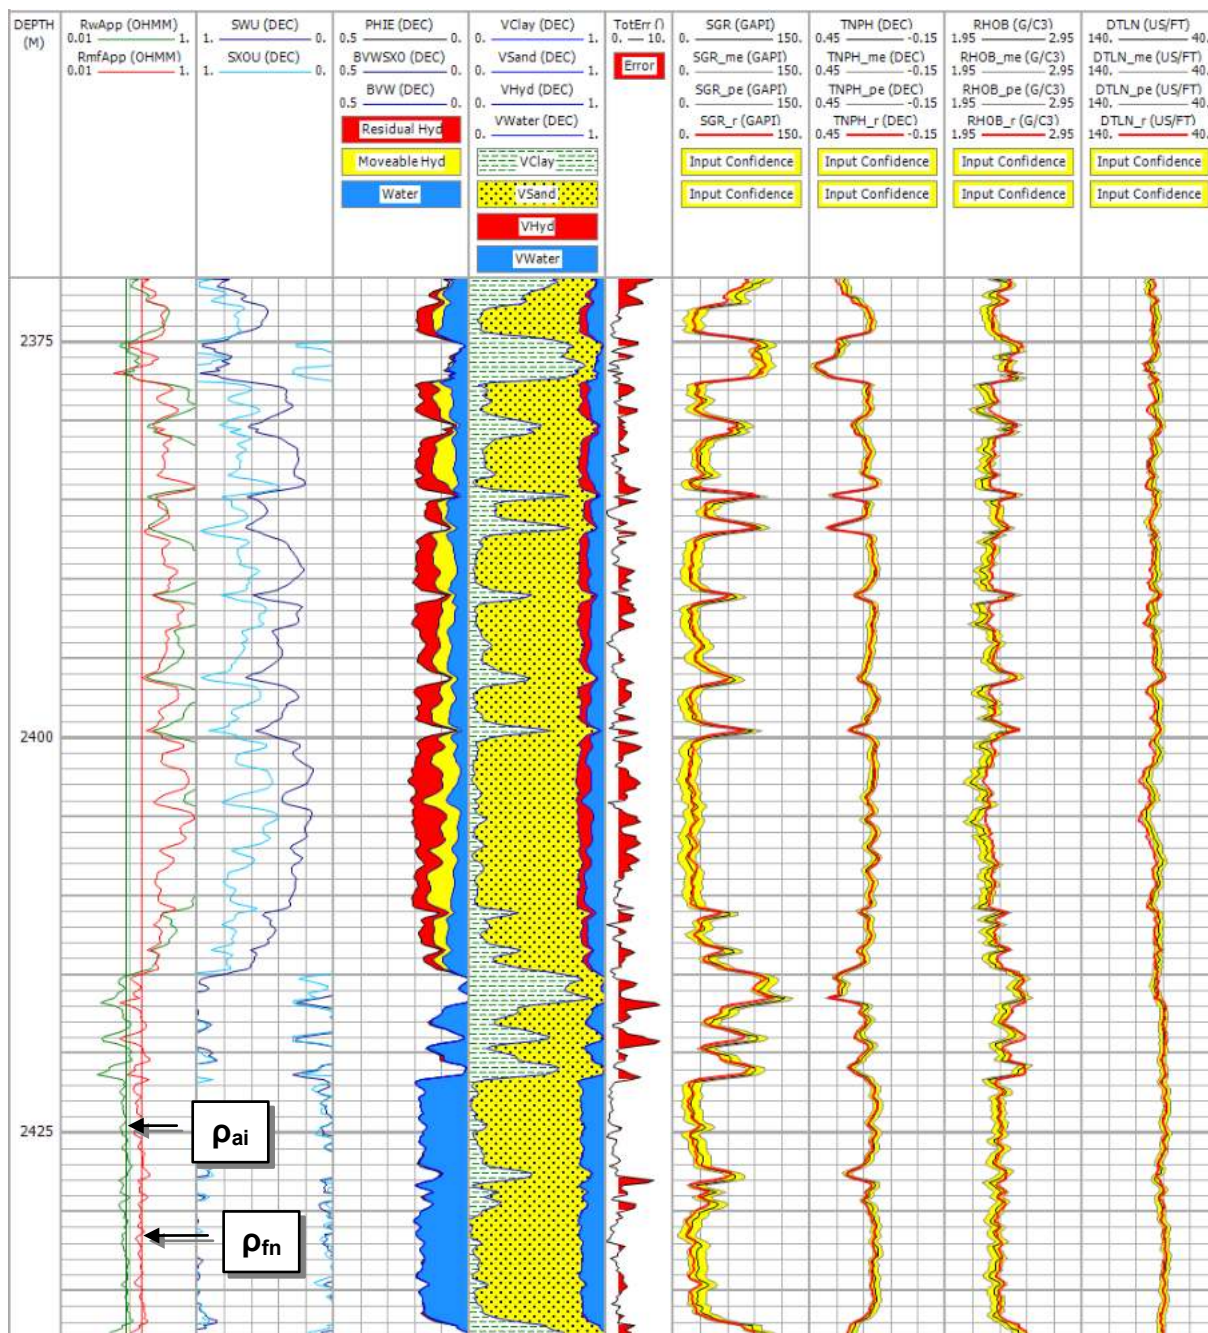 DEPTH (M)
RwApp (OHMM)
0.01 1.
RmfApp (OHMM)
0.01 1.
SWU (DEC)
1. 0.
SXOU (DEC)
1. 0.
PHIE (DEC)
0.5 0.
BVWSXO (DEC)
0.5 0.
BVW (DEC)
0.5 0.
Residual Hyd
Moveable Hyd
Water
VClay (DEC)
0. 1.
VSand (DEC)
0. 1.
VHyd (DEC)
0. 1.
VWater (DEC)
0. 1.
VClay
VSand
VHyd
VWater
TotErr ()
0. 10.
Error
SGR (GAPI)
0. 150.
SGR_me (GAPI)
0. 150.
SGR_pe (GAPI)
0. 150.
SGR_r (GAPI)
0. 150.
Input Confidence
Input Confidence
TNPH (DEC)
0.45 -0.15
TNPH_me (DEC)
0.45 -0.15
TNPH_pe (DEC)
0.45 -0.15
TNPH_r (DEC)
0.45 -0.15
Input Confidence
Input Confidence
RHOB (G/C3)
1.95 2.95
RHOB_me (G/C3)
1.95 2.95
RHOB_pe (G/C3)
1.95 2.95
RHOB_r (G/C3)
1.95 2.95
Input Confidence
Input Confidence
DTLN (US/FT)
140. 40.
DTLN_me (US/FT)
140. 40.
DTLN_pe (US/FT)
140. 40.
DTLN_r (US/FT)
140. 40.
Input Confidence
Input Confidence
2375
2400
2425
ρai
ρfn